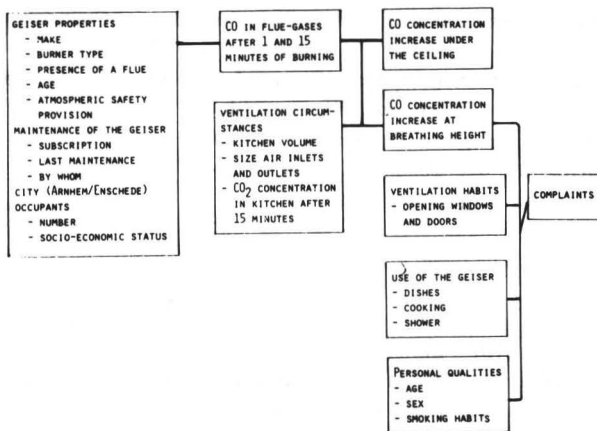 GEISER PROPERTIES
- MAKE
- BURNER TYPE
- PRESENCE OF A FLUE
- AGE
- ATMOSPHERIC SAFETY
PROVISION
MAINTENANCE OF THE GEISER
- SUBSCRIPTION
- LAST MAINTENANCE
- BY WHOM
CITY (ARNHEM/ENSCHEDE)
OCCUPANTS
- NUMBER
- SOCIO-ECONOMIC STATUS
CO IN FLUE-GASES
AFTER 1 AND 15
MINUTES OF BURNING
VENTILATION CIRCUM-
STANCES
- KITCHEN VOLUME
- SIZE AIR INLETS
AND OUTLETS
- CO2 CONCENTRATION
IN KITCHEN AFTER
15 MINUTES
CO CONCENTRATION
INCREASE UNDER
THE CEILING
CO CONCENTRATION
INCREASE AT
BREATHING HEIGHT
VENTILATION HABITS
- OPENING WINDOWS
AND DOORS
USE OF THE GEISER
- DISHES
- COOKING
- SHOWER
PERSONAL QUALITIES
- AGE
- SEX
- SMOKING HABITS
COMPLAINTS